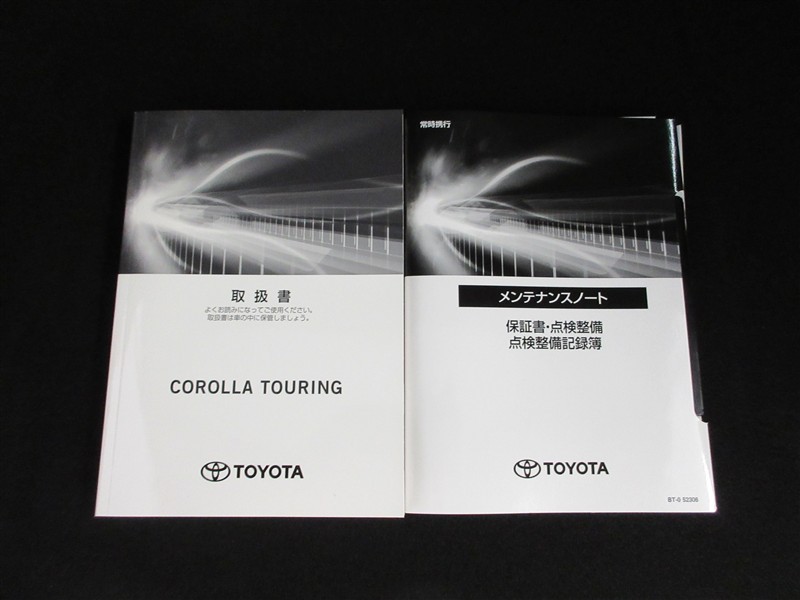 取扱書
よくお読みになってご使用ください。
取扱書は車の中に保管しましょう。
COROLLA TOURING
TOYOTA
常時携行
メンテナンスノート
保証書・点検整備
点検整備記録簿
TOYOTA
BT-0 52306